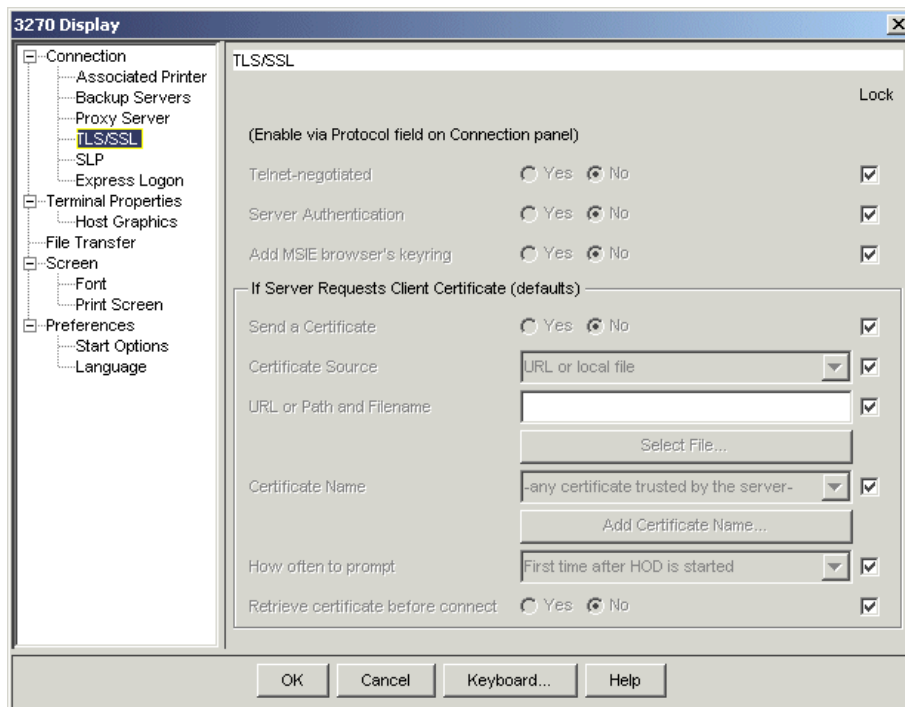 3270 Display
Connection
Associated Printer
Backup Servers
Proxy Server
TLS/SSL
SLP
Express Logon
Terminal Properties
Host Graphics
File Transfer
Screen
Font
Print Screen
Preferences
Start Options
Language
TLS/SSL
Lock
(Enable via Protocol field on Connection panel)
Telnet-negotiated Yes No
Server Authentication Yes No
Add MSIE browser's keyring Yes No
If Server Requests Client Certificate (defaults)
Send a Certificate Yes No
Certificate Source URL or local file
URL or Path and Filename
Select File...
Certificate Name -any certificate trusted by the server-
Add Certificate Name...
How often to prompt First time after HOD is started
Retrieve certificate before connect Yes No
OK Cancel Keyboard... Help